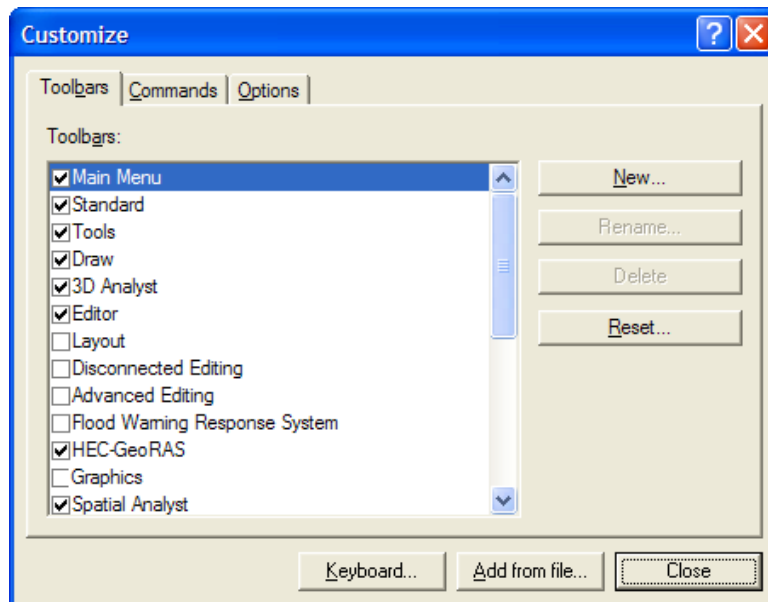 Customize
Toolbars Commands Options
Toolbars:
Main Menu
Standard
Tools
Draw
3D Analyst
Editor
Layout
Disconnected Editing
Advanced Editing
Flood Warning Response System
HEC-GeoRAS
Graphics
Spatial Analyst
New...
Rename...
Delete
Reset...
Keyboard... Add from file... Close